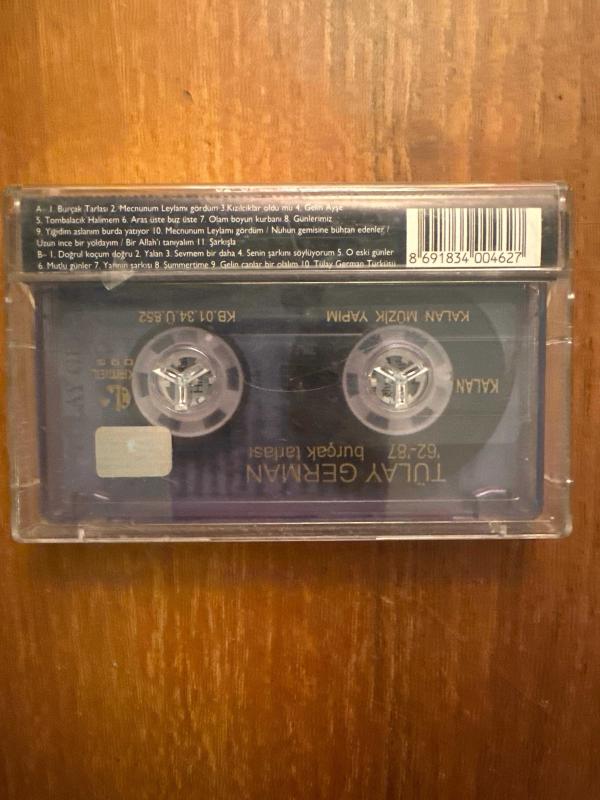 A- 1. Burçak Tarlası 2. Mecnunum Leylamı gördüm 3.Kızılcıklar oldu mu 4. Gelin Ayşe
5. Tombalacık Halimem 6. Aras üste buz üste 7. Olam boyun kurbanı 8. Günlerimiz
9. Yiğidim aslanım burda yatıyor 10. Mecnunum Leylamı gördüm / Nuhun gemisine bühtan edenler /
Uzun ince bir yoldayım / Bir Allah'ı tanıyalım 11. Şarkışla
B- 1. Doğrul koçum doğru 2. Yalan 3. Sevmem bir daha 4. Senin şarkını söylüyorum 5. O eski günler
6. Mutlu günler 7. Yarının şarkısı 8. Summertime 9. Gelin canlar bir olalım 10. Tülay German Türküsü
8 691834 004627
KB.01.34.Ü.852
KALAN MÜZİK YAPIM
KALAN
'62-'87 burçak tarlası
TÜLAY GERMAN